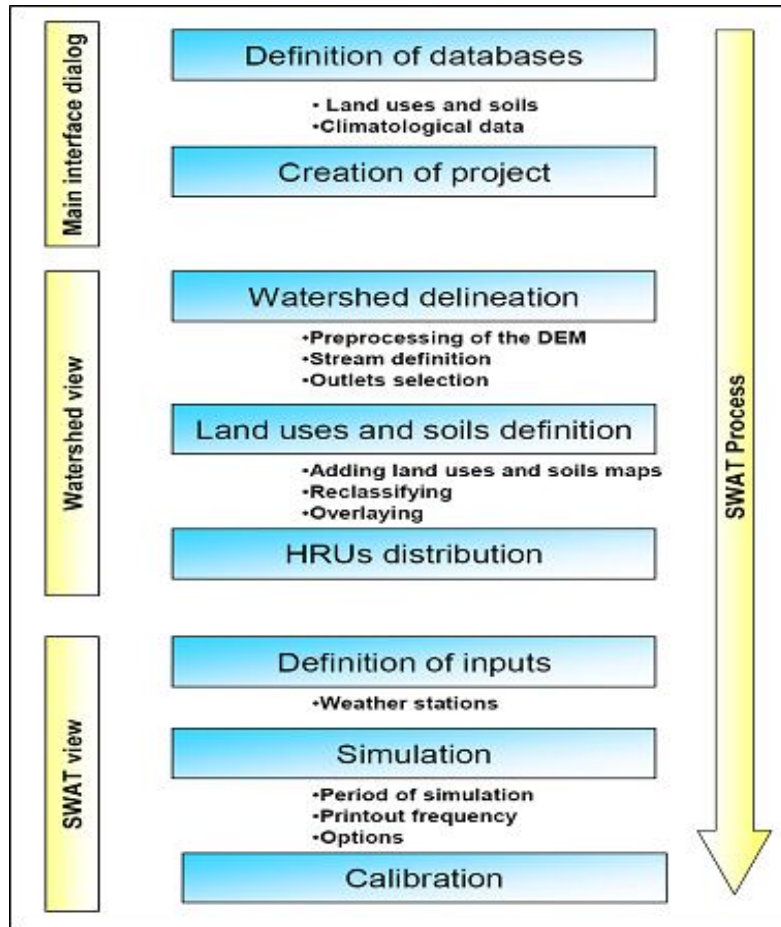 Main interface dialog
Definition of databases
• Land uses and soils
•Climatological data
Creation of project
Watershed view
Watershed delineation
•Preprocessing of the DEM
•Stream definition
•Outlets selection
Land uses and soils definition
•Adding land uses and soils maps
•Reclassifying
•Overlaying
HRUs distribution
SWAT view
Definition of inputs
•Weather stations
Simulation
•Period of simulation
•Printout frequency
•Options
Calibration
SWAT Process